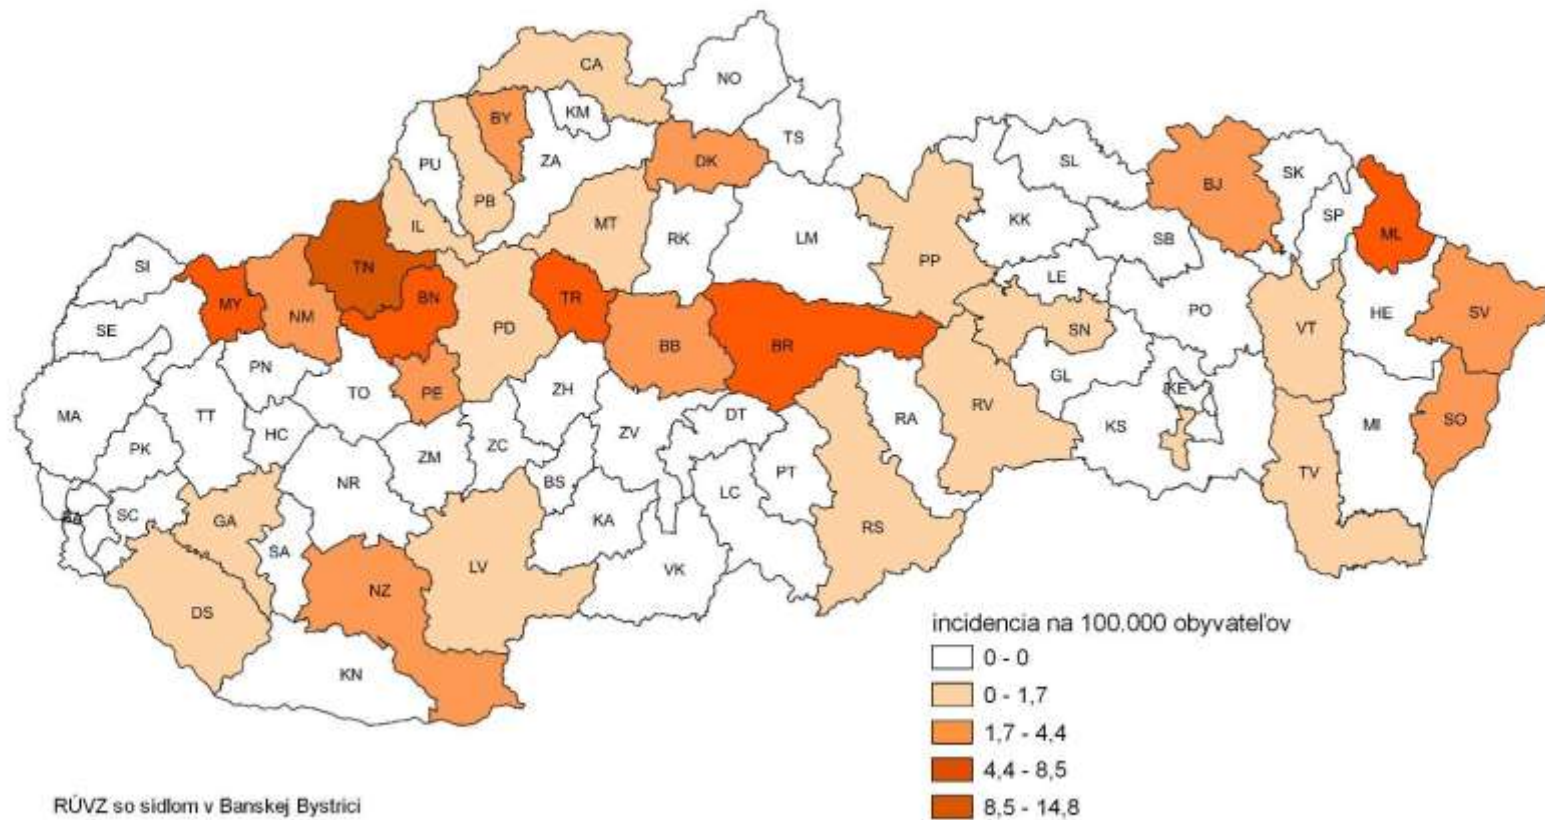 CA
NO
BY
KM
TS
PU
ZA
DK
SL
SK
BJ
PB
SP
IL
MT
RK
LM
KK
SB
ML
SI
TN
PP
LE
MY
BN
TR
NM
SE
PD
BB
BR
SN
PO
VT
HE
SV
PN
GL
TO
PE
ZH
KE
MA
TT
HC
DT
RA
RV
KS
MI
SO
PK
ZM
ZC
ZV
NR
BS
LC
PT
TV
SC
GA
KA
RS
SA
LV
VK
NZ
DS
KN
incidencia na 100.000 obyvateľov
0 - 0
0 - 1,7
1,7 - 4,4
4,4 - 8,5
8,5 - 14,8
RÚVZ so sídlom v Banskej Bystrici